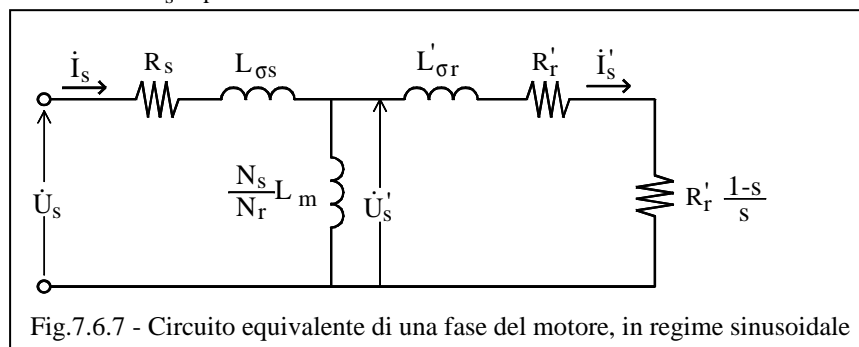 İs
Rs
Lσs
L'σr
R'r
İs'
U̇s
Ns
Nr
L m
U̇s'
R'r 1-s
s
Fig.7.6.7 - Circuito equivalente di una fase del motore, in regime sinusoidale